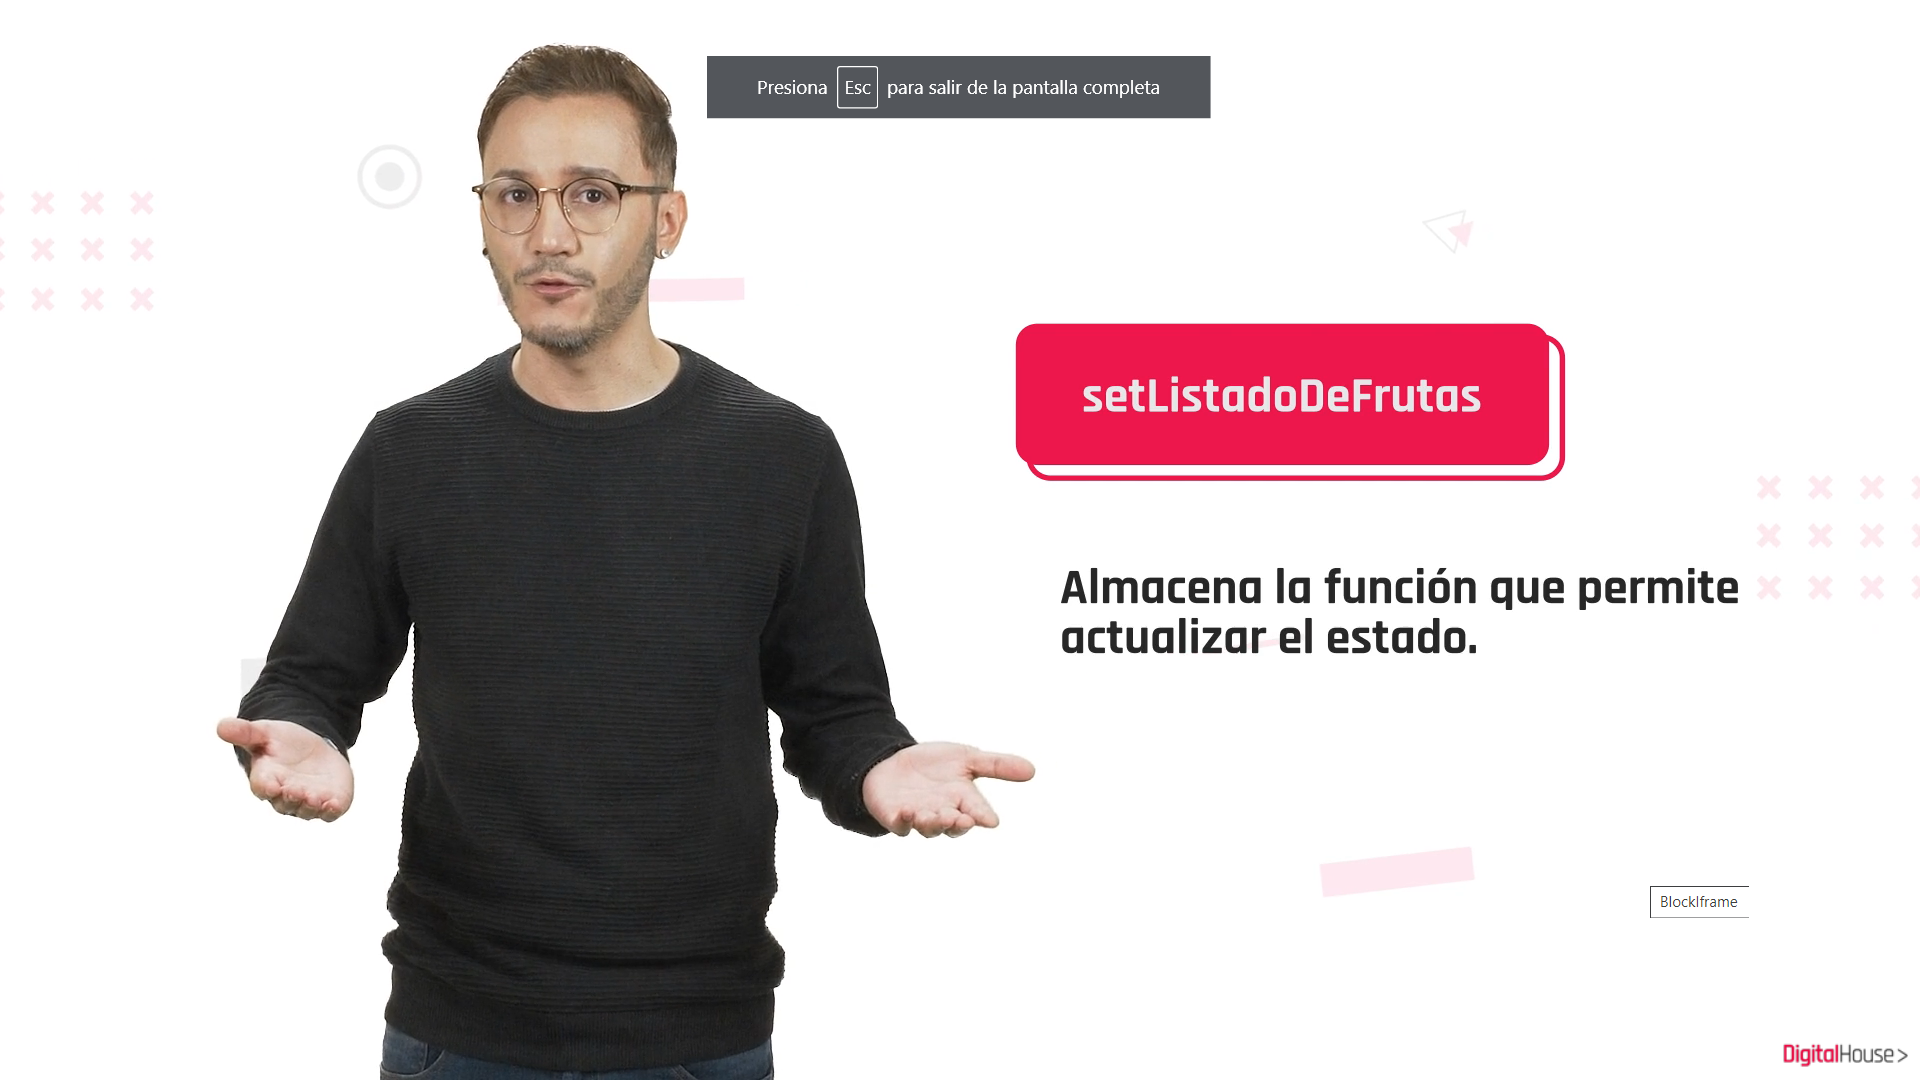 Presiona Esc para salir de la pantalla completa
setListadoDeFrutas
Almacena la función que permite
actualizar el estado.
BlockIframe
DigitalHouse>